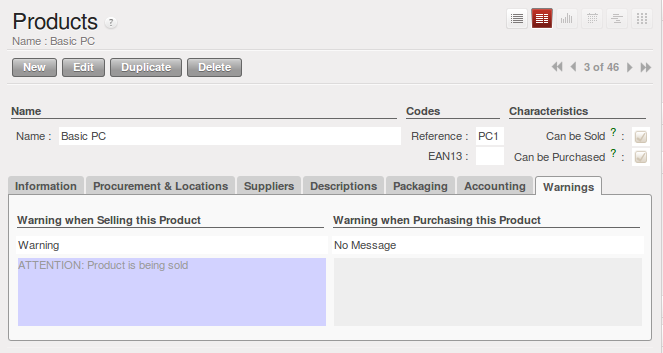 Products ?
Name : Basic PC
New Edit Duplicate Delete
3 of 46
Name Codes Characteristics
Name : Basic PC Reference : PC1 Can be Sold ? :
EAN13 : Can be Purchased ? :
Information Procurement & Locations Suppliers Descriptions Packaging Accounting Warnings
Warning when Selling this Product Warning when Purchasing this Product
Warning No Message
ATTENTION: Product is being sold